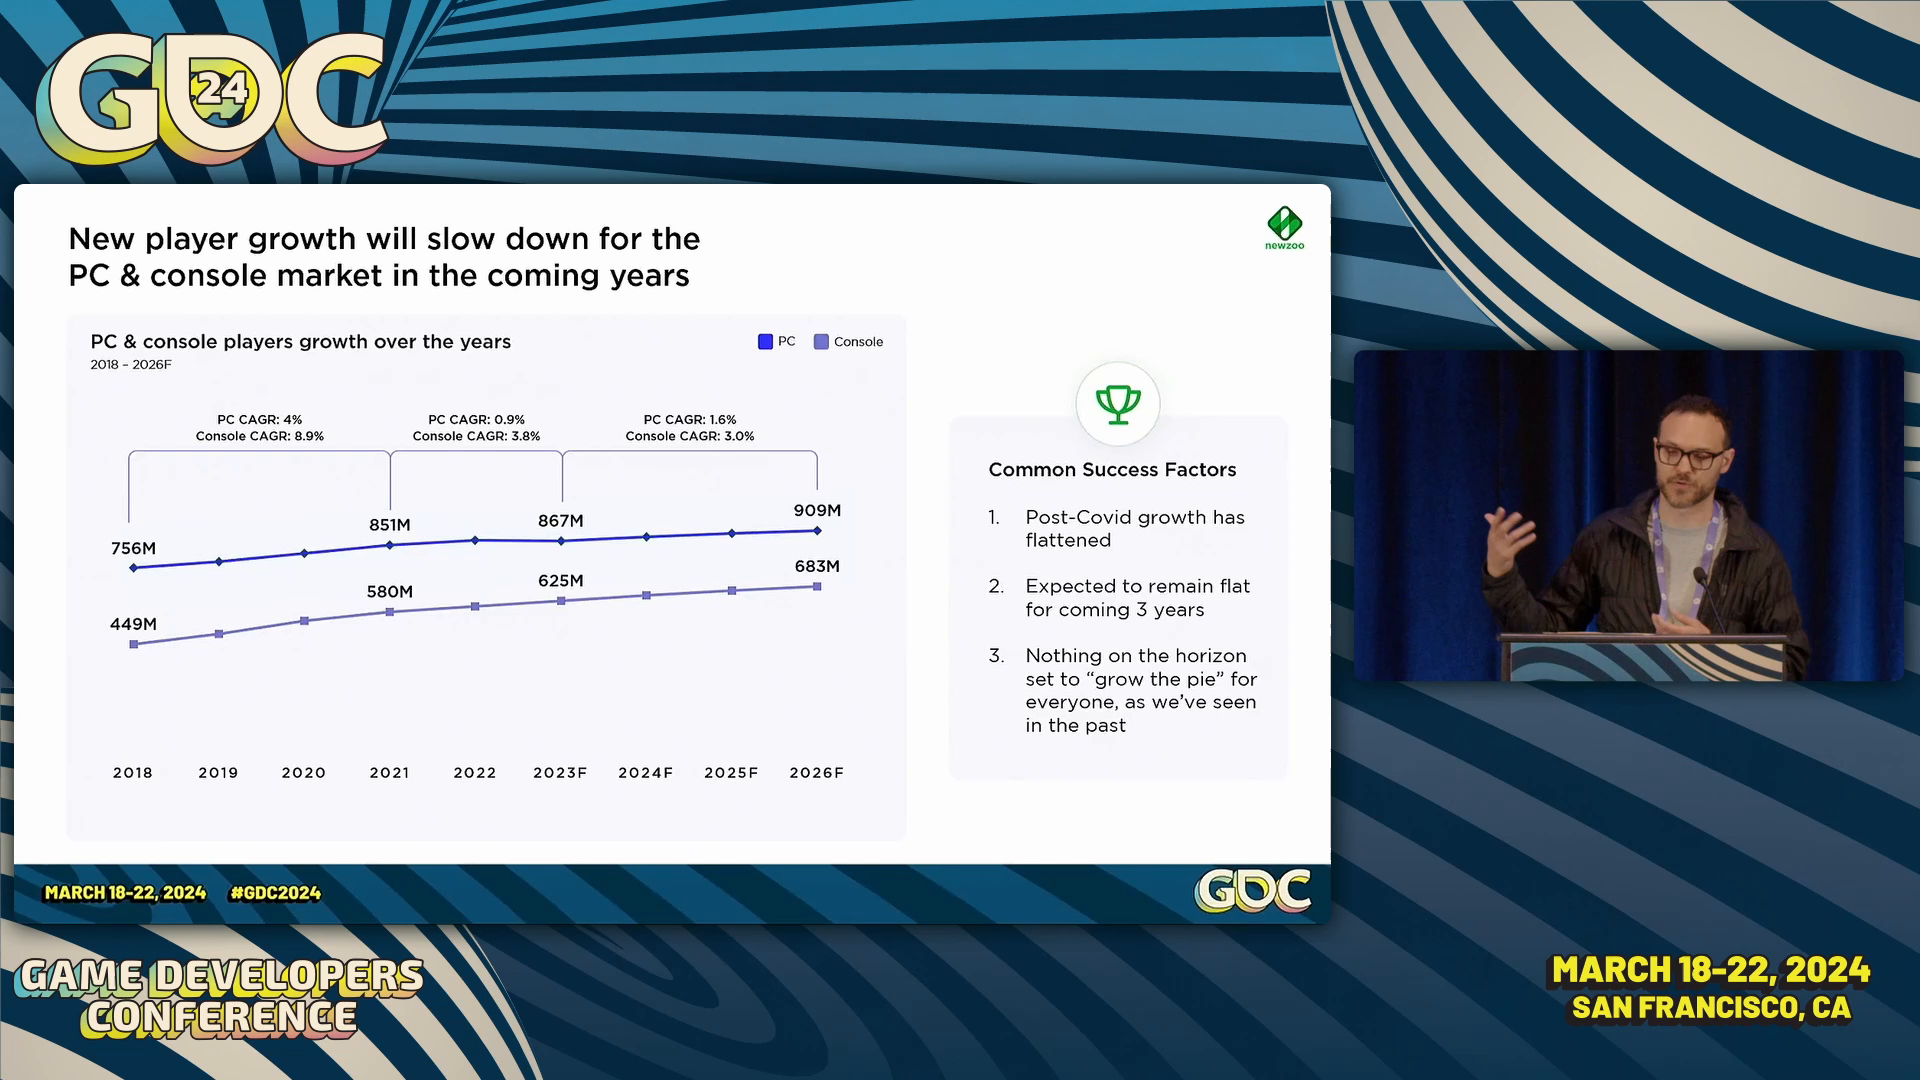 GDC
24
New player growth will slow down for the
PC & console market in the coming years
newzoo
PC & console players growth over the years
2018 – 2026F
PC
Console
PC CAGR: 4%
Console CAGR: 8.9%
PC CAGR: 0.9%
Console CAGR: 3.8%
PC CAGR: 1.6%
Console CAGR: 3.0%
756M
851M
867M
909M
449M
580M
625M
683M
2018
2019
2020
2021
2022
2023F
2024F
2025F
2026F
Common Success Factors
1. Post-Covid growth has
flattened
2. Expected to remain flat
for coming 3 years
3. Nothing on the horizon
set to “grow the pie” for
everyone, as we’ve seen
in the past
MARCH 18-22, 2024 #GDC2024
GDC
GAME DEVELOPERS
CONFERENCE
MARCH 18-22, 2024
SAN FRANCISCO, CA